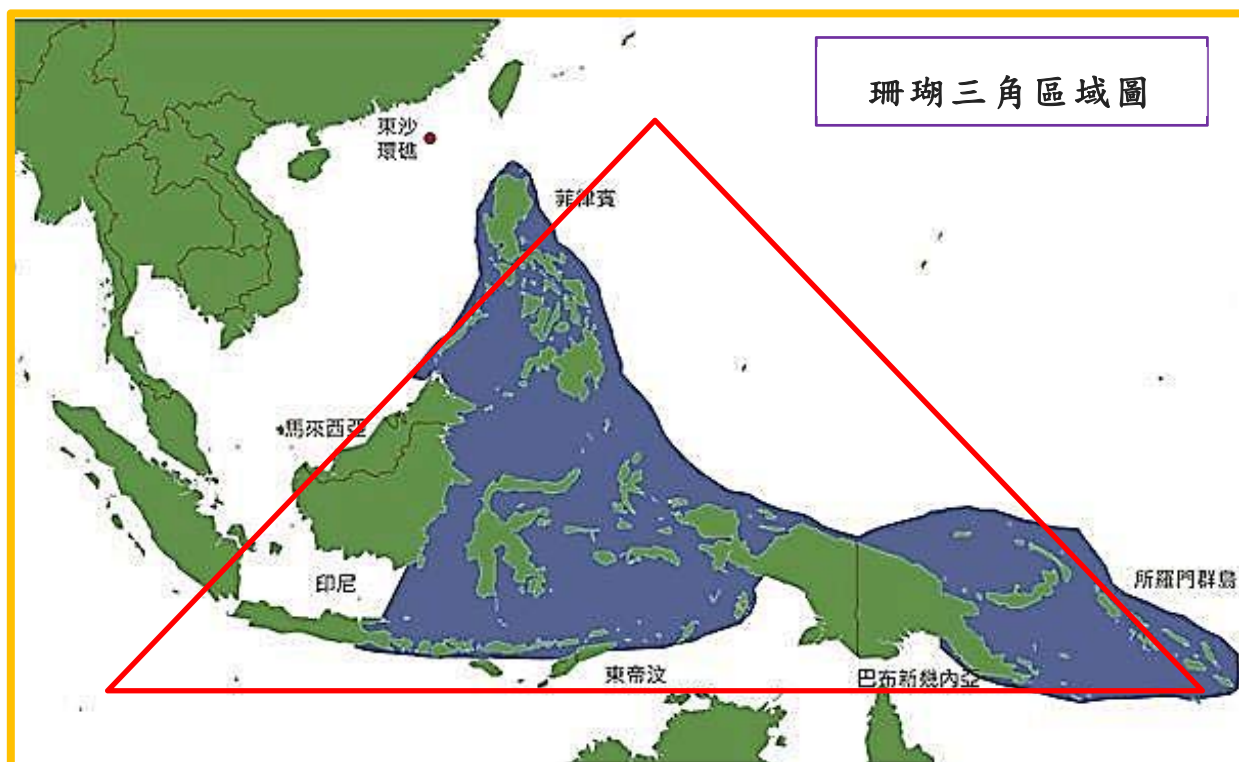 珊瑚三角區域圖
東沙
環礁
菲律賓
馬來西亞
印尼
所羅門群島
東帝汶
巴布新幾內亞